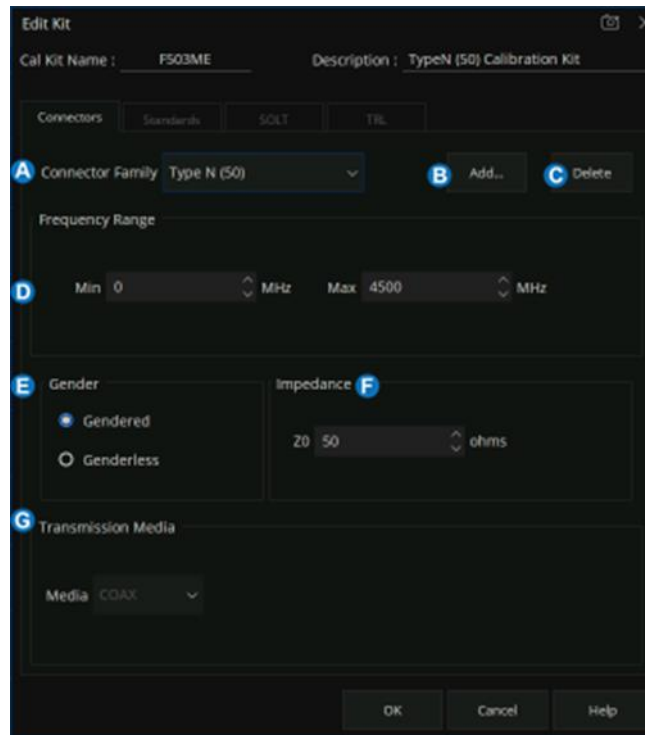 Edit Kit
Cal Kit Name : F503ME Description : TypeN (50) Calibration Kit
Connectors Standards SOLT TRL
A Connector Family Type N (50) B Add... C Delete
Frequency Range
D Min 0 MHz Max 4500 MHz
E Gender Impedance F
Gendered
Z0 50 ohms
Genderless
G Transmission Media
Media COAX
OK Cancel Help